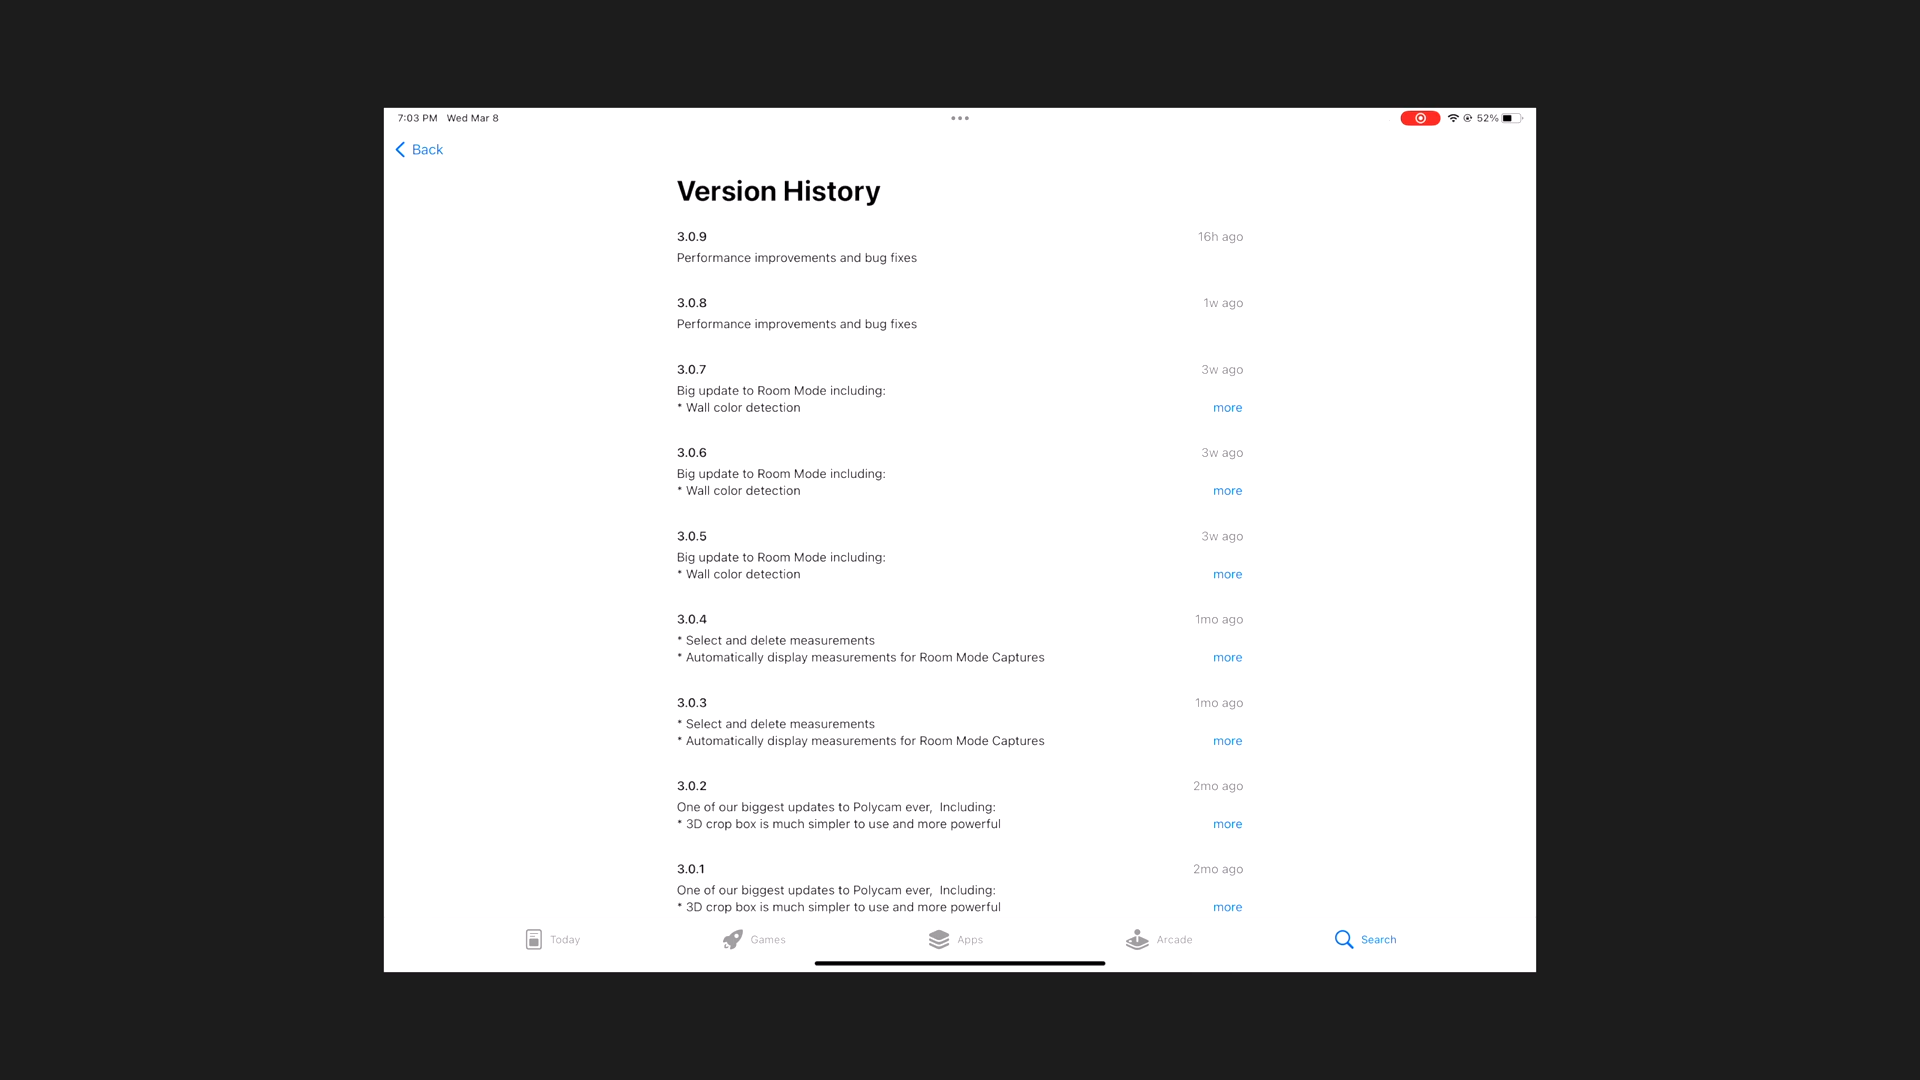 7:03 PM Wed Mar 8
52%
Back
Version History
3.0.9 16h ago
Performance improvements and bug fixes
3.0.8 1w ago
Performance improvements and bug fixes
3.0.7 3w ago
Big update to Room Mode including:
* Wall color detection more
3.0.6 3w ago
Big update to Room Mode including:
* Wall color detection more
3.0.5 3w ago
Big update to Room Mode including:
* Wall color detection more
3.0.4 1mo ago
* Select and delete measurements
* Automatically display measurements for Room Mode Captures more
3.0.3 1mo ago
* Select and delete measurements
* Automatically display measurements for Room Mode Captures more
3.0.2 2mo ago
One of our biggest updates to Polycam ever,  Including:
* 3D crop box is much simpler to use and more powerful more
3.0.1 2mo ago
One of our biggest updates to Polycam ever,  Including:
* 3D crop box is much simpler to use and more powerful more
Today Games Apps Arcade Search